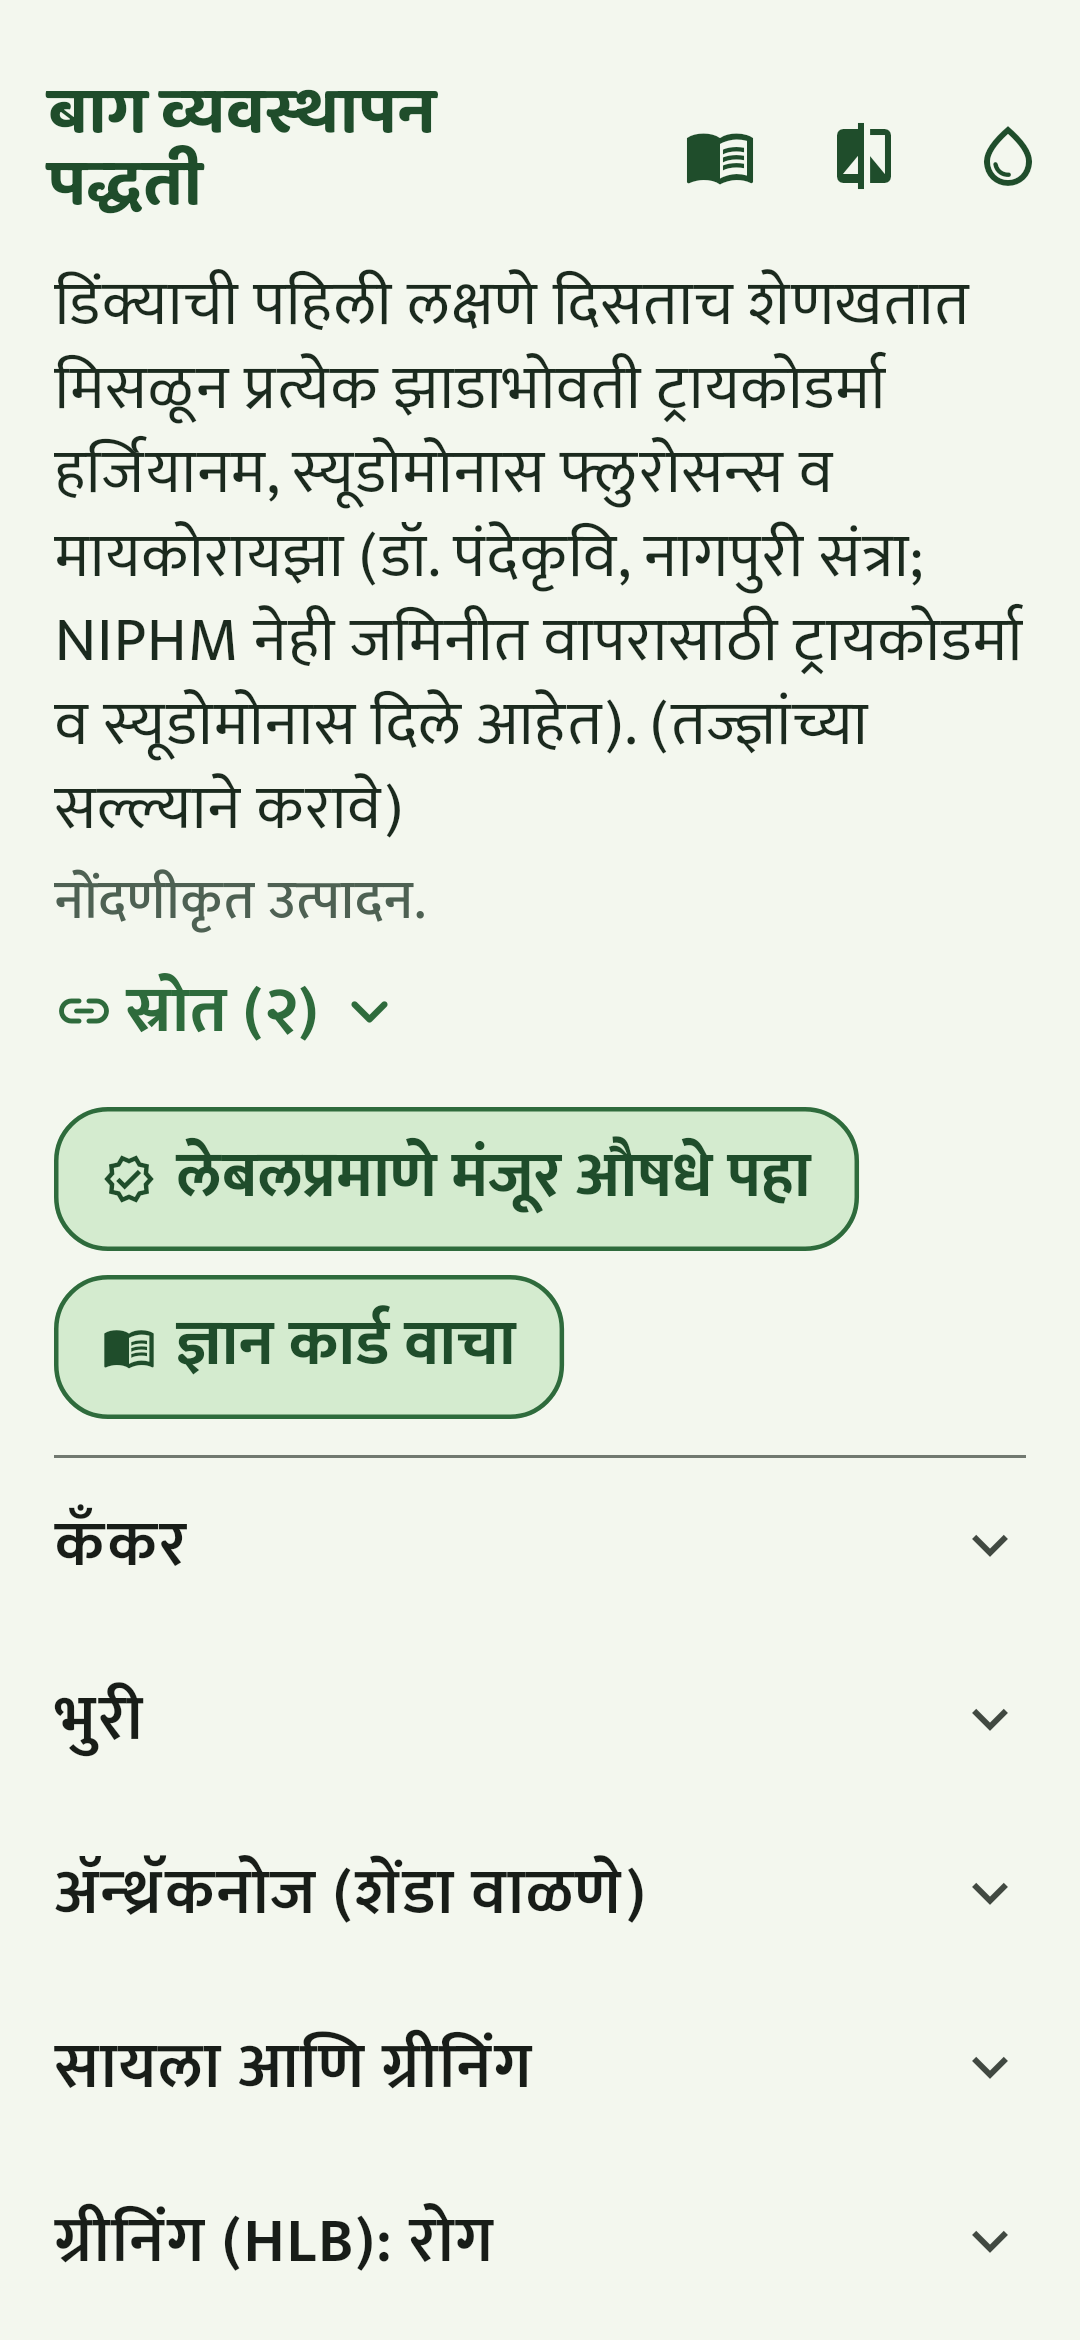 बाग व्यवस्थापन
पद्धती
डिंक्याची पहिली लक्षणे दिसताच शेणखतात
मिसळून प्रत्येक झाडाभोवती ट्रायकोडर्मा
हर्जियानम, स्यूडोमोनास फ्लुरोसन्स व
मायकोरायझा (डॉ. पंदेकृवि, नागपुरी संत्रा;
NIPHM नेही जमिनीत वापरासाठी ट्रायकोडर्मा
व स्यूडोमोनास दिले आहेत). (तज्ज्ञांच्या
सल्ल्याने करावे)
नोंदणीकृत उत्पादन.
स्रोत (२)
लेबलप्रमाणे मंजूर औषधे पहा
ज्ञान कार्ड वाचा
कँकर
भुरी
ॲन्थ्रॅकनोज (शेंडा वाळणे)
सायला आणि ग्रीनिंग
ग्रीनिंग (HLB): रोग